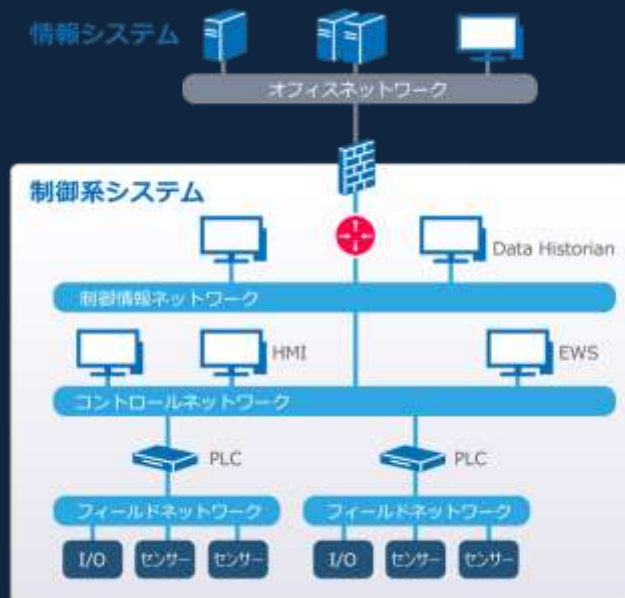 情報システム
オフィスネットワーク
制御系システム
Data Historian
制御情報ネットワーク
HMI
EWS
コントロールネットワーク
PLC
PLC
フィールドネットワーク
フィールドネットワーク
I/O
センサー
センサー
I/O
センサー
センサー